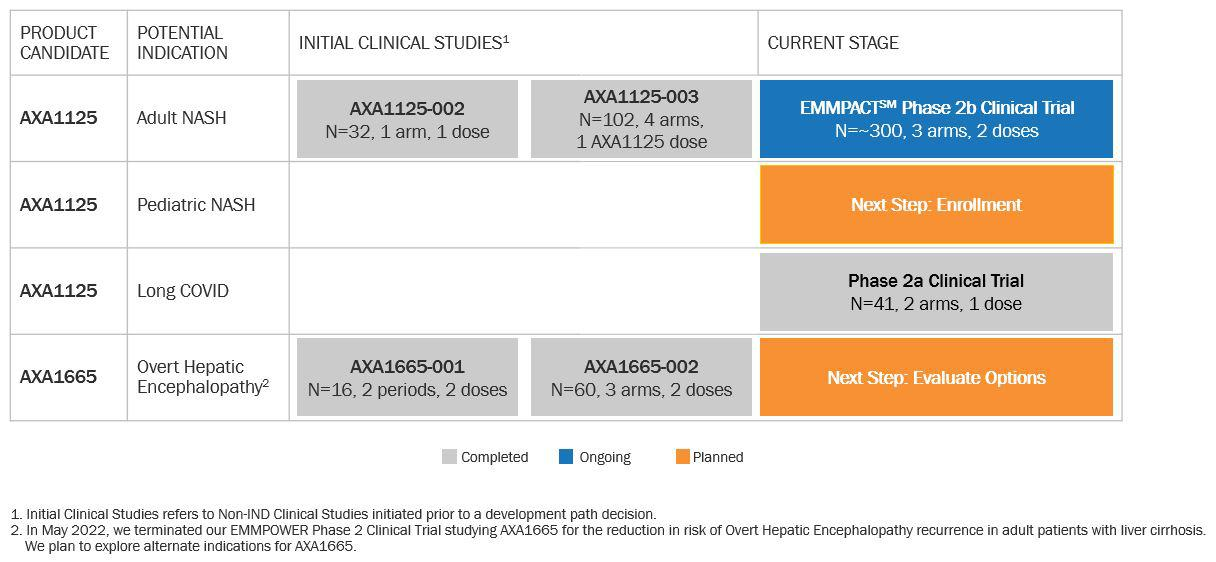 PRODUCT
CANDIDATE
POTENTIAL
INDICATION
INITIAL CLINICAL STUDIES¹
CURRENT STAGE
AXA1125
Adult NASH
AXA1125-002
N=32, 1 arm, 1 dose
AXA1125-003
N=102, 4 arms,
1 AXA1125 dose
EMMPACT℠ Phase 2b Clinical Trial
N=~300, 3 arms, 2 doses
AXA1125
Pediatric NASH
Next Step: Enrollment
AXA1125
Long COVID
Phase 2a Clinical Trial
N=41, 2 arms, 1 dose
AXA1665
Overt Hepatic
Encephalopathy²
AXA1665-001
N=16, 2 periods, 2 doses
AXA1665-002
N=60, 3 arms, 2 doses
Next Step: Evaluate Options
Completed
Ongoing
Planned
1. Initial Clinical Studies refers to Non-IND Clinical Studies initiated prior to a development path decision.
2. In May 2022, we terminated our EMMPOWER Phase 2 Clinical Trial studying AXA1665 for the reduction in risk of Overt Hepatic Encephalopathy recurrence in adult patients with liver cirrhosis.
We plan to explore alternate indications for AXA1665.